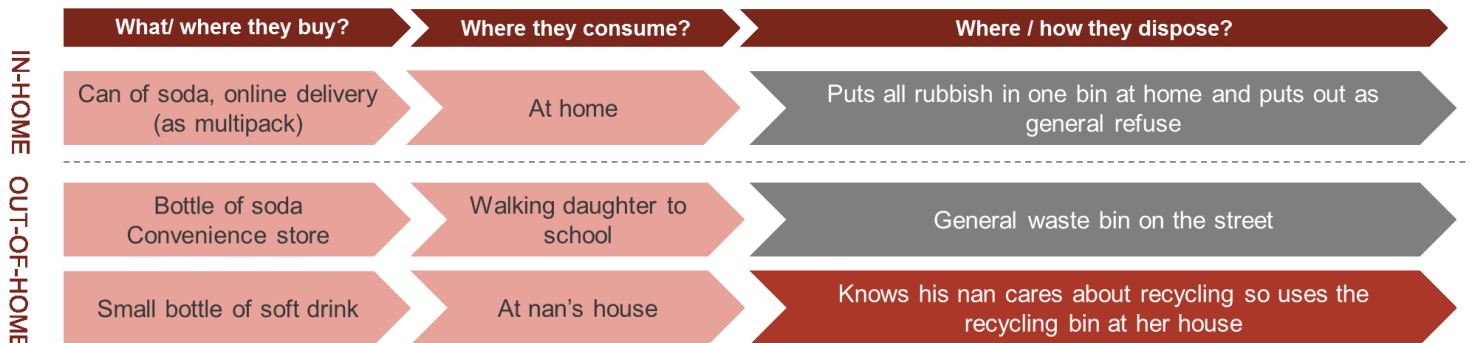 What/ where they buy?
Where they consume?
Where / how they dispose?
IN-HOME
Can of soda, online delivery
(as multipack)
At home
Puts all rubbish in one bin at home and puts out as
general refuse
OUT-OF-HOME
Bottle of soda
Convenience store
Walking daughter to
school
General waste bin on the street
Small bottle of soft drink
At nan’s house
Knows his nan cares about recycling so uses the
recycling bin at her house